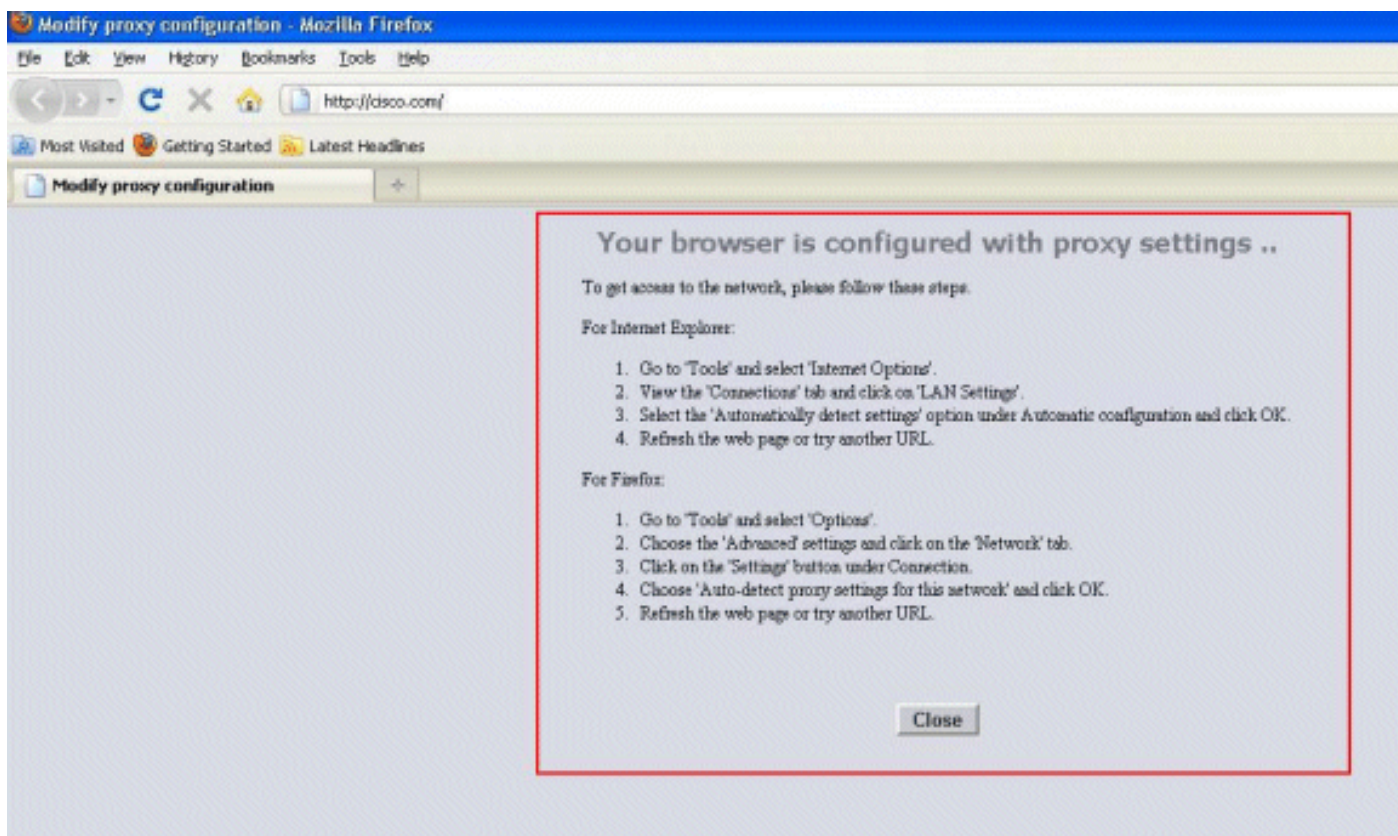 Modify proxy configuration - Mozilla Firefox
File Edit View History Bookmarks Tools Help
http://cisco.com/
Most Visited Getting Started Latest Headlines
Modify proxy configuration
Your browser is configured with proxy settings ..
To get access to the network, please follow these steps.
For Internet Explorer:
1. Go to 'Tools' and select 'Internet Options'.
2. View the 'Connections' tab and click on 'LAN Settings'.
3. Select the 'Automatically detect settings' option under Automatic configuration and click OK.
4. Refresh the web page or try another URL.
For Firefox:
1. Go to 'Tools' and select 'Options'.
2. Choose the 'Advanced' settings and click on the 'Network' tab.
3. Click on the 'Settings' button under Connection.
4. Choose 'Auto-detect proxy settings for this network' and click OK.
5. Refresh the web page or try another URL.
Close